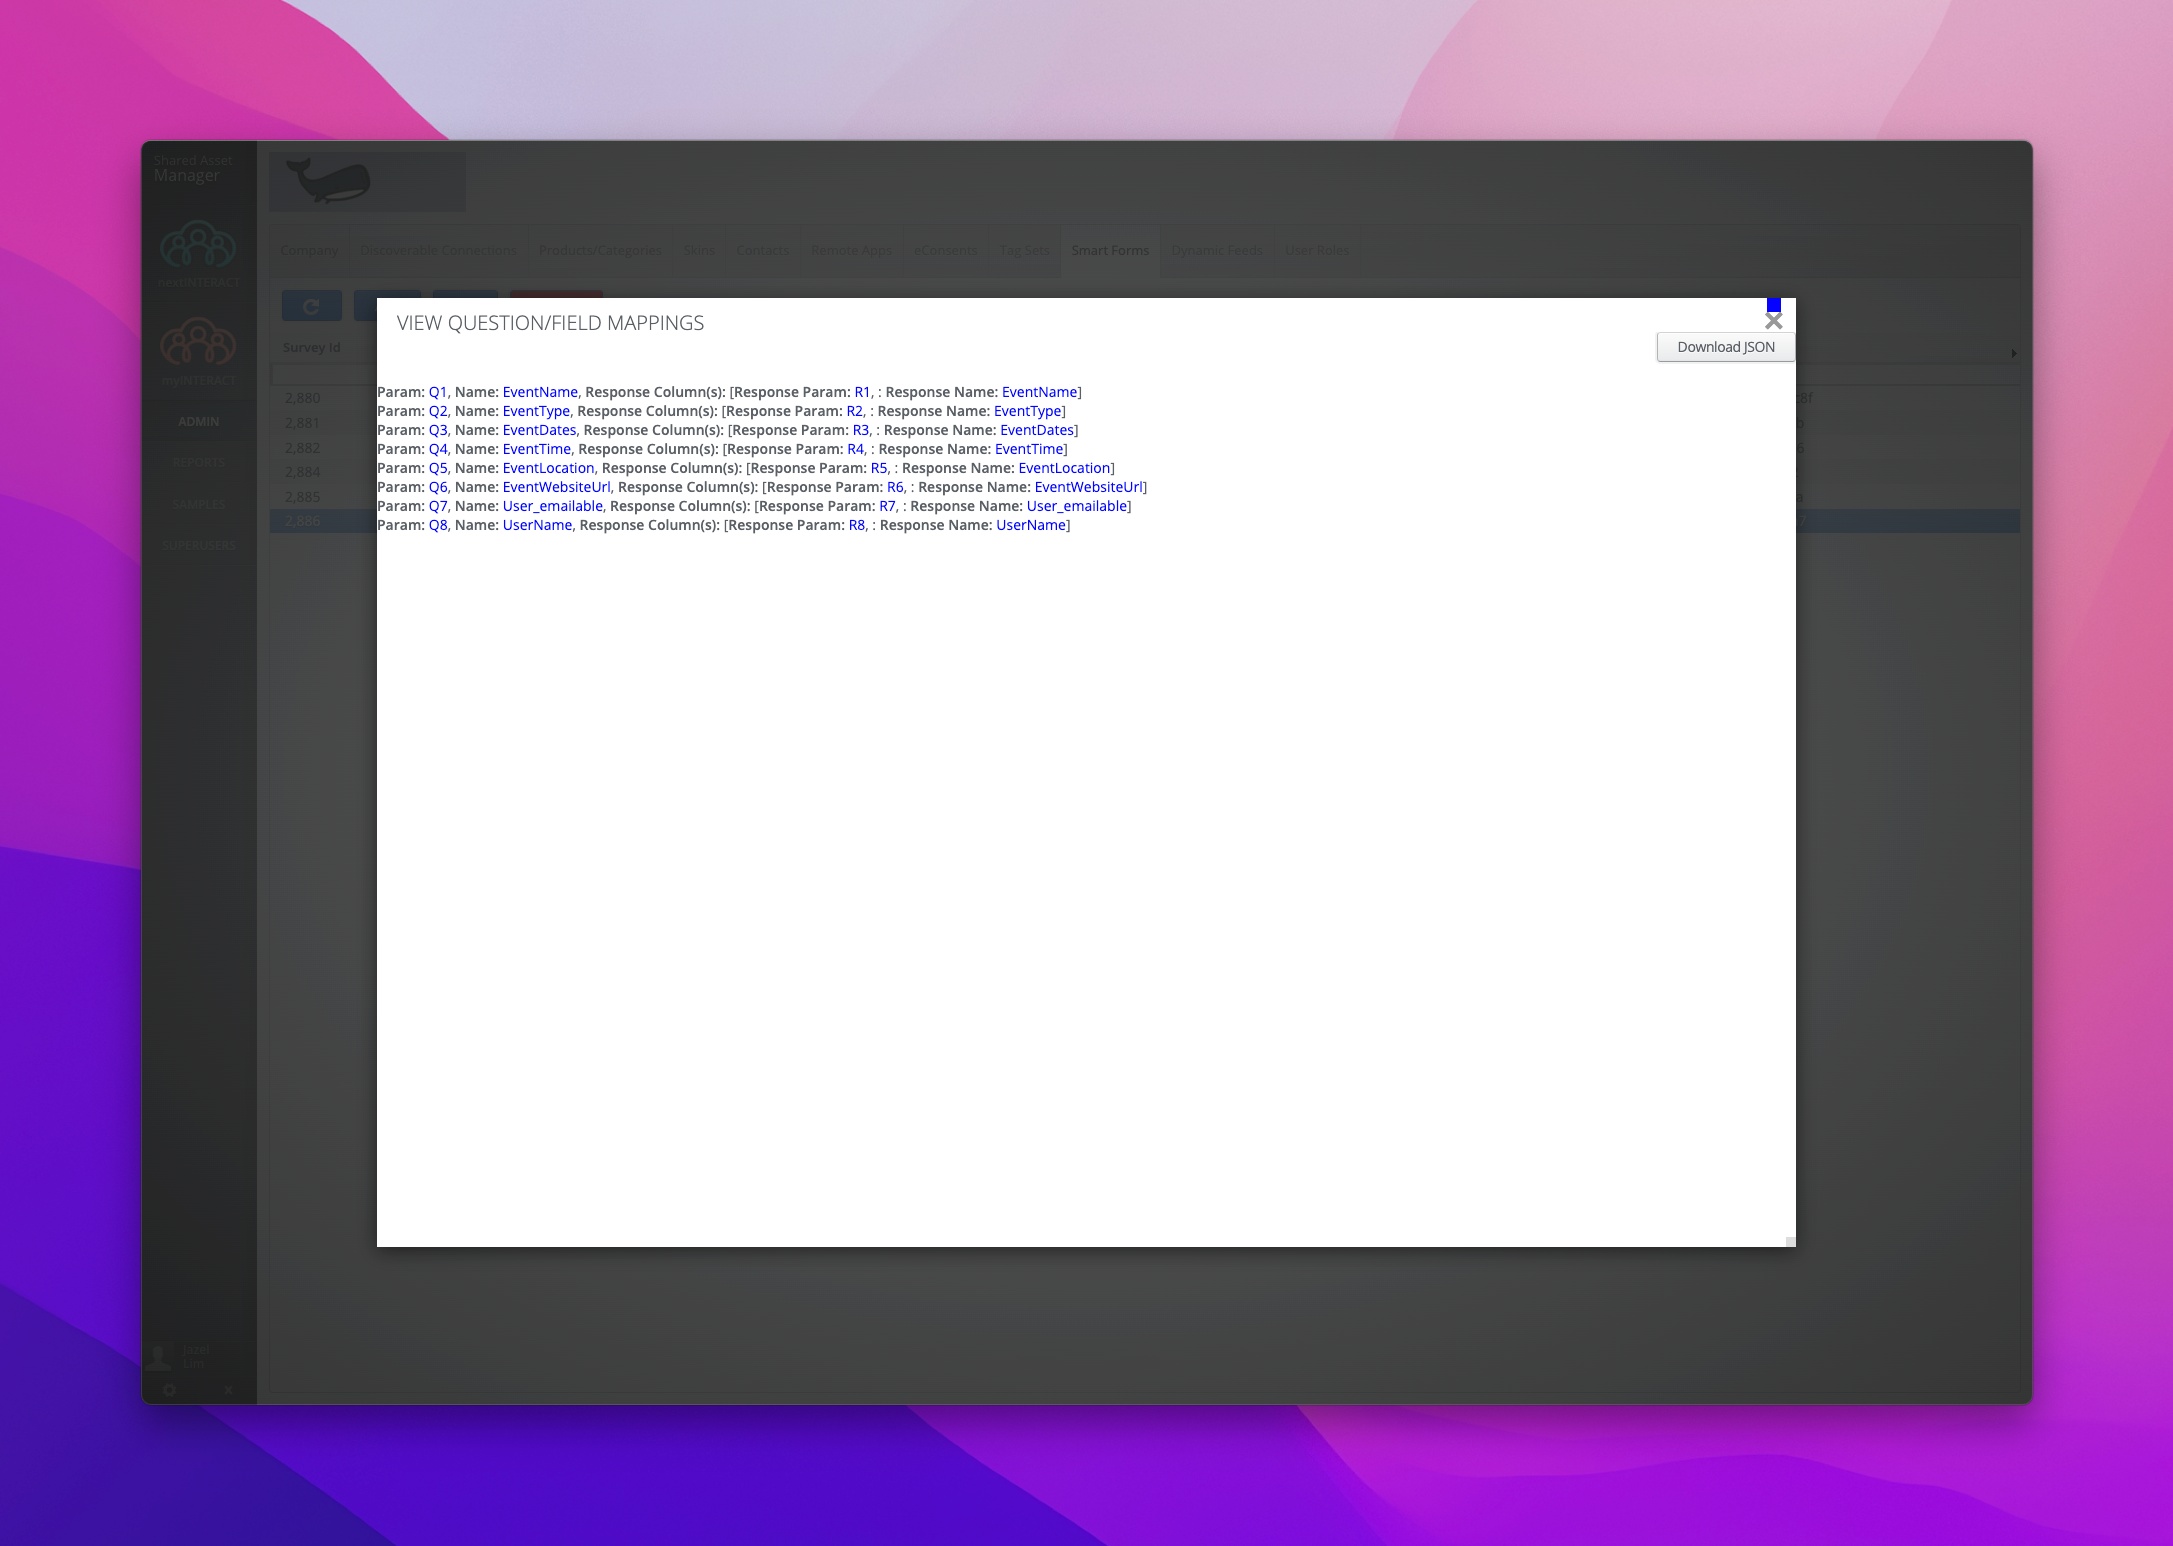 Shared Asset
Manager
nextINTERACT
myINTERACT
ADMIN
REPORTS
SAMPLES
SUPERUSERS
Company Discoverable Connections Products/Categories Skins Contacts Remote Apps eConsents Tag Sets Smart Forms Dynamic Feeds User Roles
Survey Id
2,880
2,881
2,882
2,884
2,885
2,886
VIEW QUESTION/FIELD MAPPINGS
Download JSON
Param: Q1, Name: EventName, Response Column(s): [Response Param: R1, : Response Name: EventName]
Param: Q2, Name: EventType, Response Column(s): [Response Param: R2, : Response Name: EventType]
Param: Q3, Name: EventDates, Response Column(s): [Response Param: R3, : Response Name: EventDates]
Param: Q4, Name: EventTime, Response Column(s): [Response Param: R4, : Response Name: EventTime]
Param: Q5, Name: EventLocation, Response Column(s): [Response Param: R5, : Response Name: EventLocation]
Param: Q6, Name: EventWebsiteUrl, Response Column(s): [Response Param: R6, : Response Name: EventWebsiteUrl]
Param: Q7, Name: User_emailable, Response Column(s): [Response Param: R7, : Response Name: User_emailable]
Param: Q8, Name: UserName, Response Column(s): [Response Param: R8, : Response Name: UserName]
Jazel
Lint